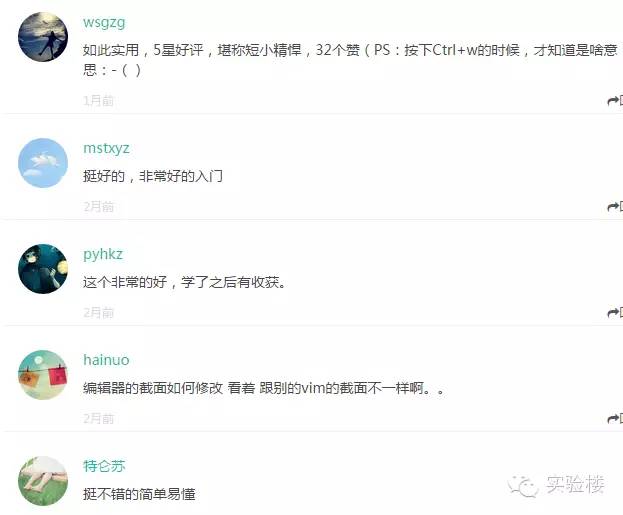 wsgzg
如此实用，5星好评，堪称短小精悍，32个赞（PS：按下Ctrl+w的时候，才知道是啥意
思：-（ ）
1月前
mstxyz
挺好的，非常好的入门
2月前
pyhkz
这个非常的好，学了之后有收获。
2月前
hainuo
编辑器的截面如何修改 看着 跟别的vim的截面不一样啊。。
2月前
特仑苏
挺不错的简单易懂
实验楼